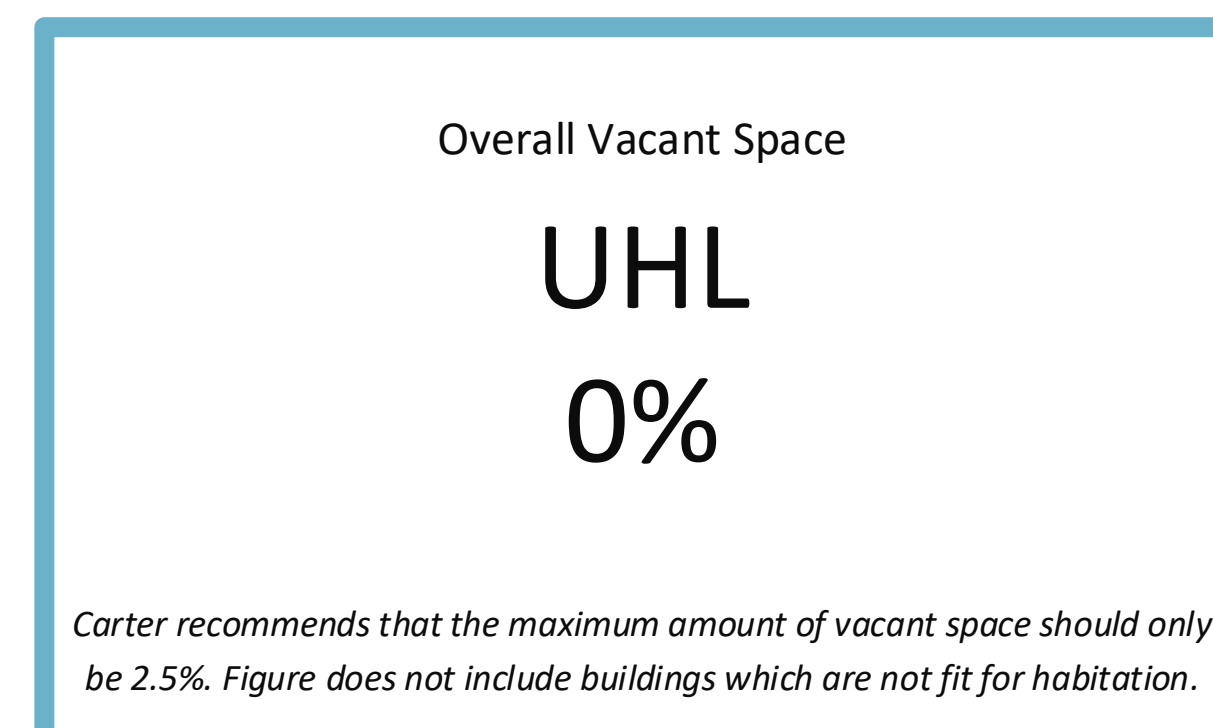 Overall Vacant Space
UHL
0%
Carter recommends that the maximum amount of vacant space should only
be 2.5%. Figure does not include buildings which are not fit for habitation.